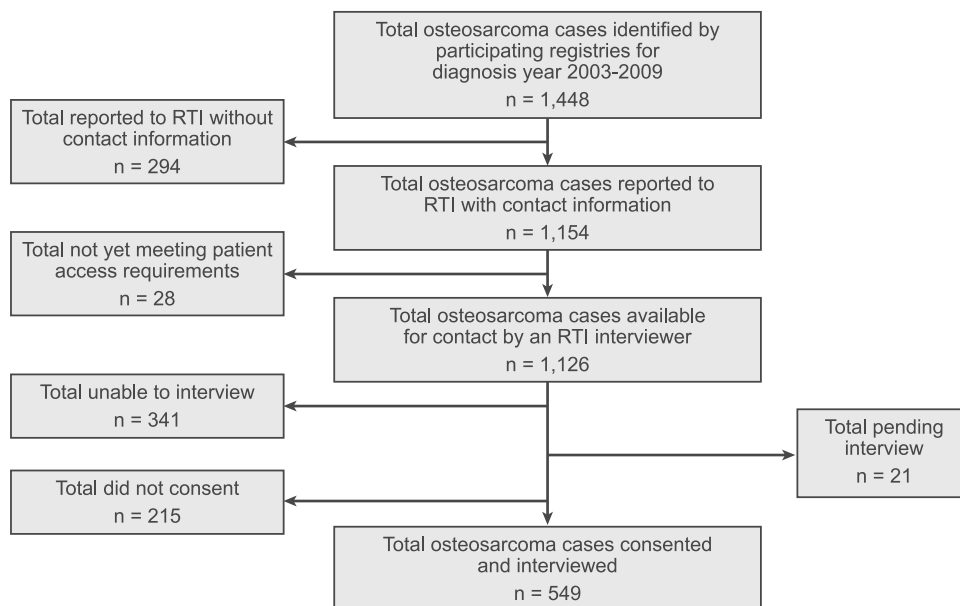 Total osteosarcoma cases identified by
participating registries for
diagnosis year 2003-2009
n = 1,448
Total reported to RTI without
contact information
n = 294
Total osteosarcoma cases reported to
RTI with contact information
n = 1,154
Total not yet meeting patient
access requirements
n = 28
Total osteosarcoma cases available
for contact by an RTI interviewer
n = 1,126
Total unable to interview
n = 341
Total pending
interview
n = 21
Total did not consent
n = 215
Total osteosarcoma cases consented
and interviewed
n = 549